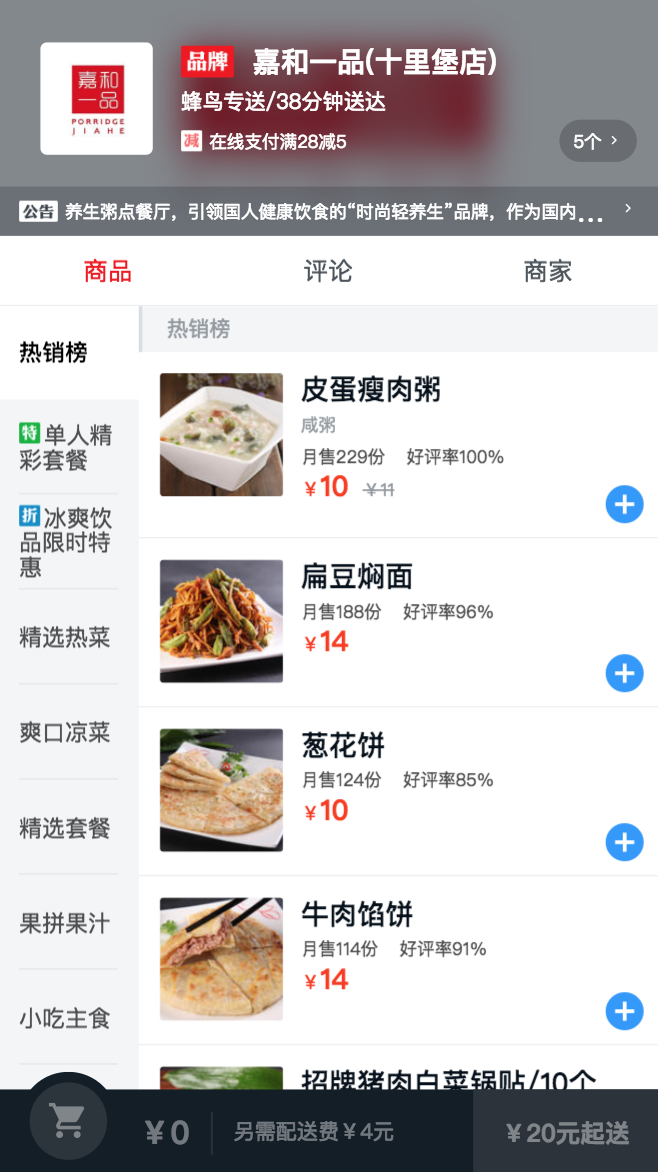 嘉和
一品
PORRIDGE
JIAHE
品牌 嘉和一品(十里堡店)
蜂鸟专送/38分钟送达
减 在线支付满28减5
5个 >
公告 养生粥点餐厅，引领国人健康饮食的“时尚轻养生”品牌，作为国内... >
商品 评论 商家
热销榜
特 单人精
彩套餐
折 冰爽饮
品限时特
惠
精选热菜
爽口凉菜
精选套餐
果拼果汁
小吃主食
热销榜
皮蛋瘦肉粥
咸粥
月售229份 好评率100%
￥10 ￥11
扁豆焖面
月售188份 好评率96%
￥14
葱花饼
月售124份 好评率85%
￥10
牛肉馅饼
月售114份 好评率91%
￥14
招牌猪肉白菜锅贴/10个
￥0 另需配送费￥4元 ￥20元起送